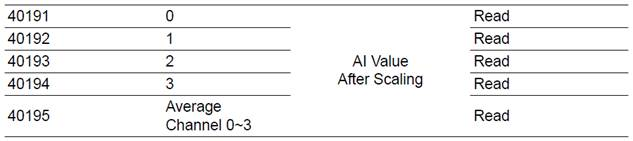 40191 0 Read
40192 1 Read
40193 2 AI Value Read
40194 3 After Scaling Read
40195 Average Channel 0~3 Read